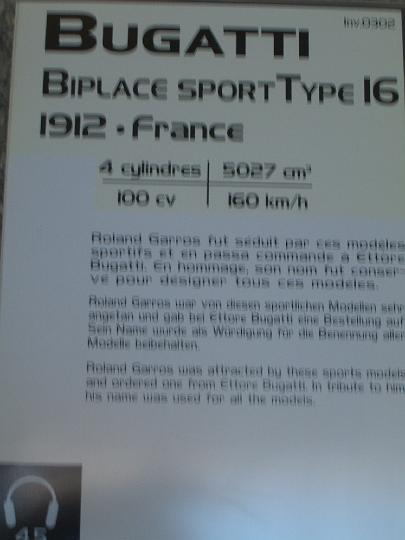 Inv.0302
BUGATTI
BIPLACE SPORT TYPE 16
1912 • France
4 cylindres 5027 cm³
100 cv 160 km/h
Roland Garros fut séduit par ces modèles
sportifs et en passa commande à Ettore
Bugatti. En hommage, son nom fut conser-
vé pour désigner tous ces modèles.
Roland Garros war von diesen sportlichen Modellen sehr
angetan und gab bei Ettore Bugatti eine Bestellung auf.
Sein Name wurde als Würdigung für die Benennung aller
Modelle beibehalten.
Roland Garros was attracted by these sports models
and ordered one from Ettore Bugatti. In tribute to him
his name was used for all the models.
45